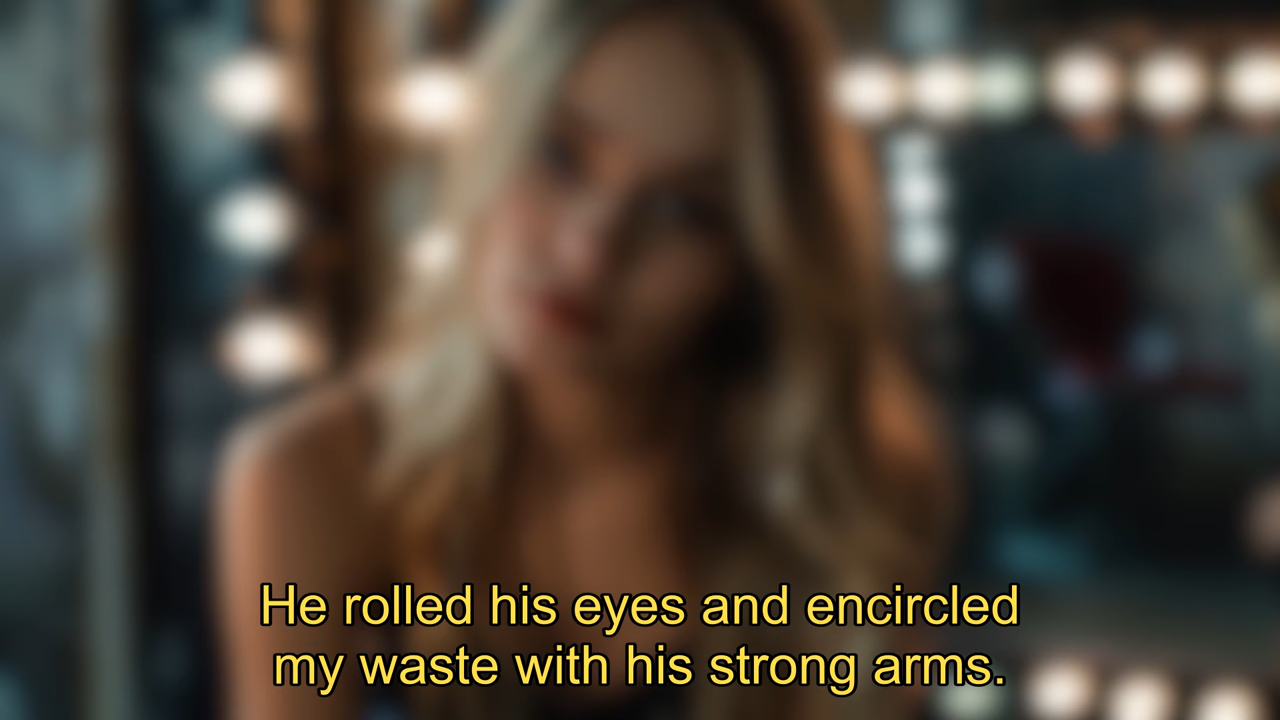 He rolled his eyes and encircled
my waste with his strong arms.